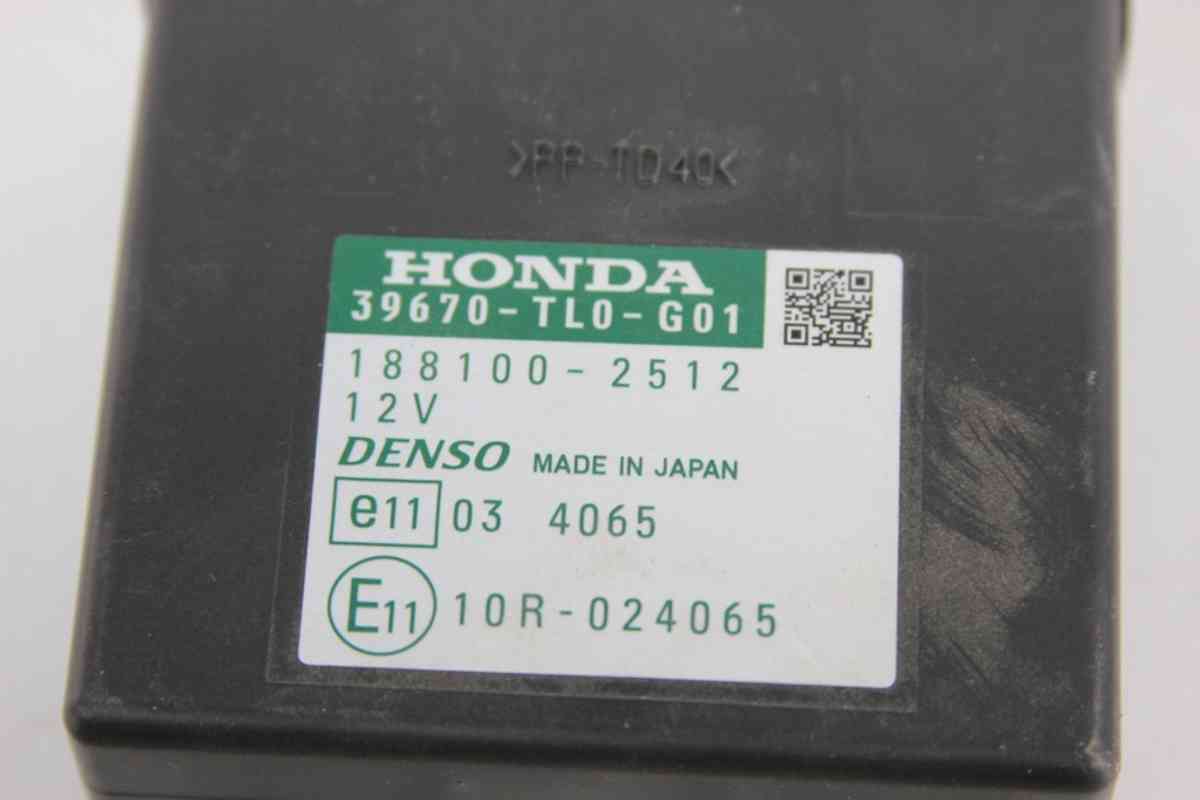 >PP-TD40<
HONDA
39670-TL0-G01
188100-2512
12V
DENSO MADE IN JAPAN
e11 03 4065
E11 10R-024065